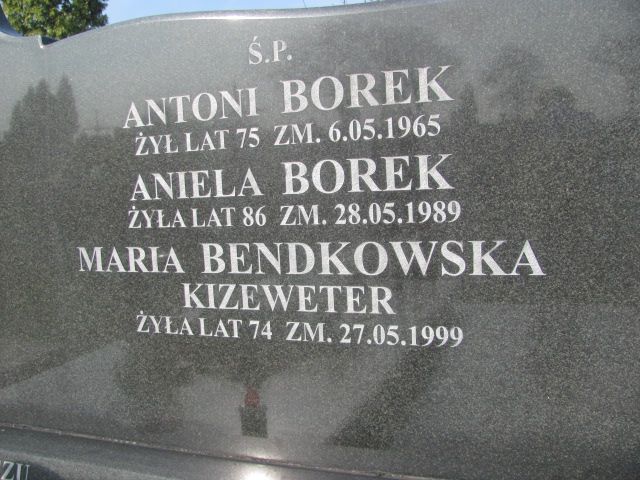 Ś.P.
ANTONI BOREK
ŻYŁ LAT 75 ZM. 6.05.1965
ANIELA BOREK
ŻYŁA LAT 86 ZM. 28.05.1989
MARIA BENDKOWSKA
KIZEWETER
ŻYŁA LAT 74 ZM. 27.05.1999